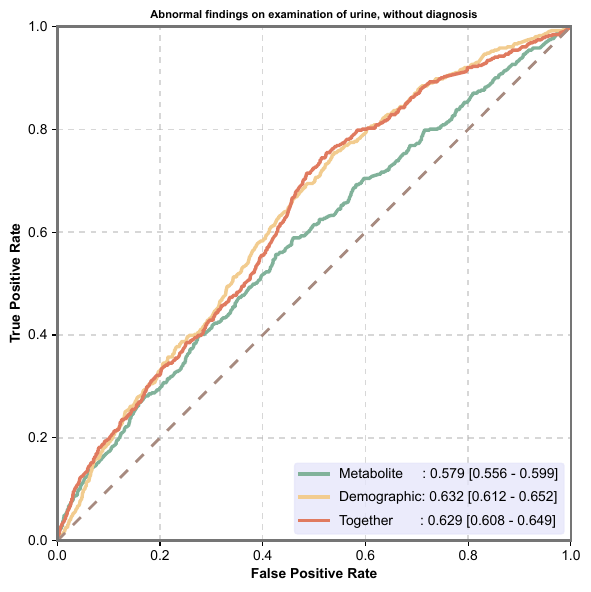 Abnormal findings on examination of urine, without diagnosis
1.0
0.8
0.6
0.4
0.2
0.0
True Positive Rate
Metabolite : 0.579 [0.556 - 0.599]
Demographic: 0.632 [0.612 - 0.652]
Together : 0.629 [0.608 - 0.649]
0.0 0.2 0.4 0.6 0.8 1.0
False Positive Rate